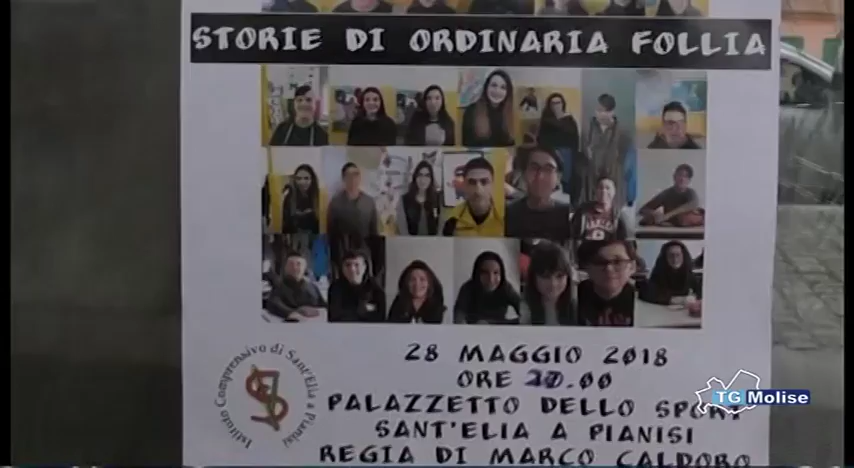 STORIE DI ORDINARIA FOLLIA
28 MAGGIO 2018
ORE .00
PALAZZETTO DELLO SPORT
SANT'ELIA A PIANISI
REGIA DI MARCO CALDORO
Istituto Comprensivo di Sant'Elia a Pianisi
TG Molise